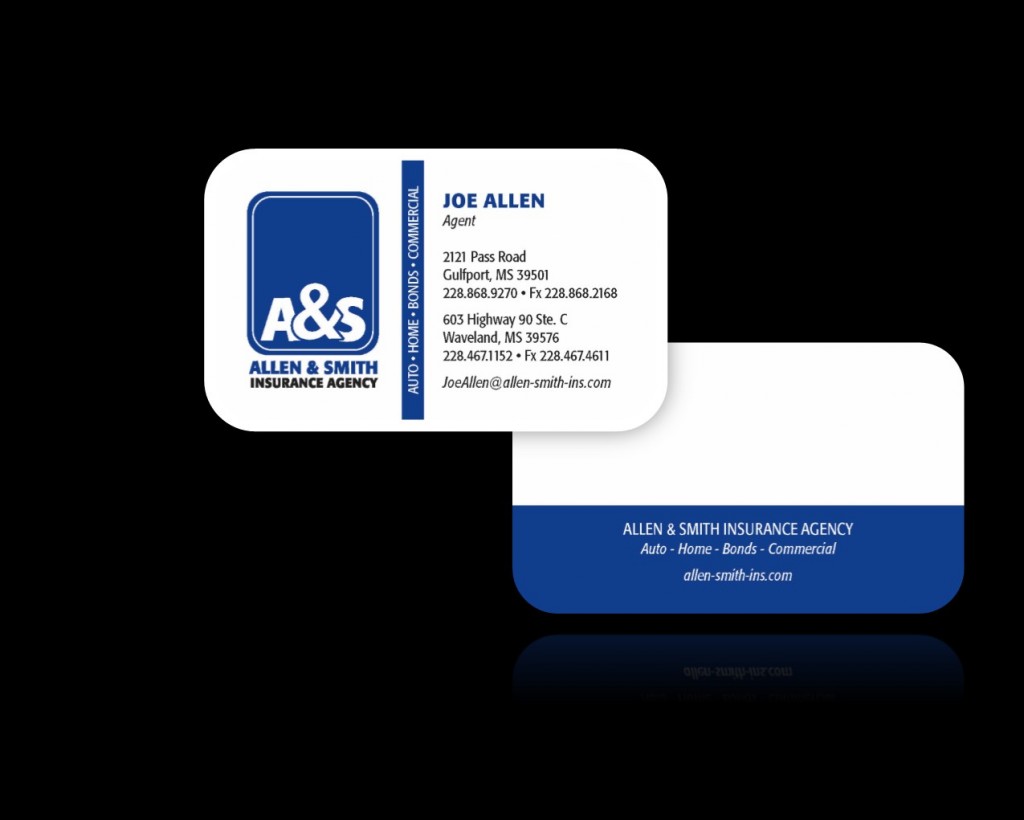 A&S
ALLEN & SMITH
INSURANCE AGENCY
AUTO • HOME • BONDS • COMMERCIAL
JOE ALLEN
Agent
2121 Pass Road
Gulfport, MS 39501
228.868.9270 • Fx 228.868.2168
603 Highway 90 Ste. C
Waveland, MS 39576
228.467.1152 • Fx 228.467.4611
JoeAllen@allen-smith-ins.com
ALLEN & SMITH INSURANCE AGENCY
Auto - Home - Bonds - Commercial
allen-smith-ins.com